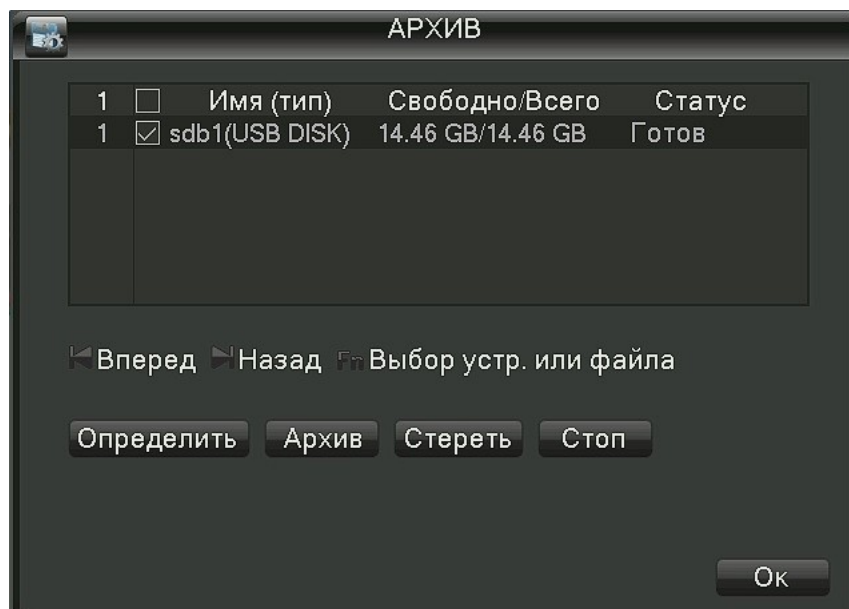 АРХИВ
1 Имя (тип) Свободно/Всего Статус
1 sdb1(USB DISK) 14.46 GB/14.46 GB Готов
Вперед Назад Fn Выбор устр. или файла
Определить Архив Стереть Стоп
Ок